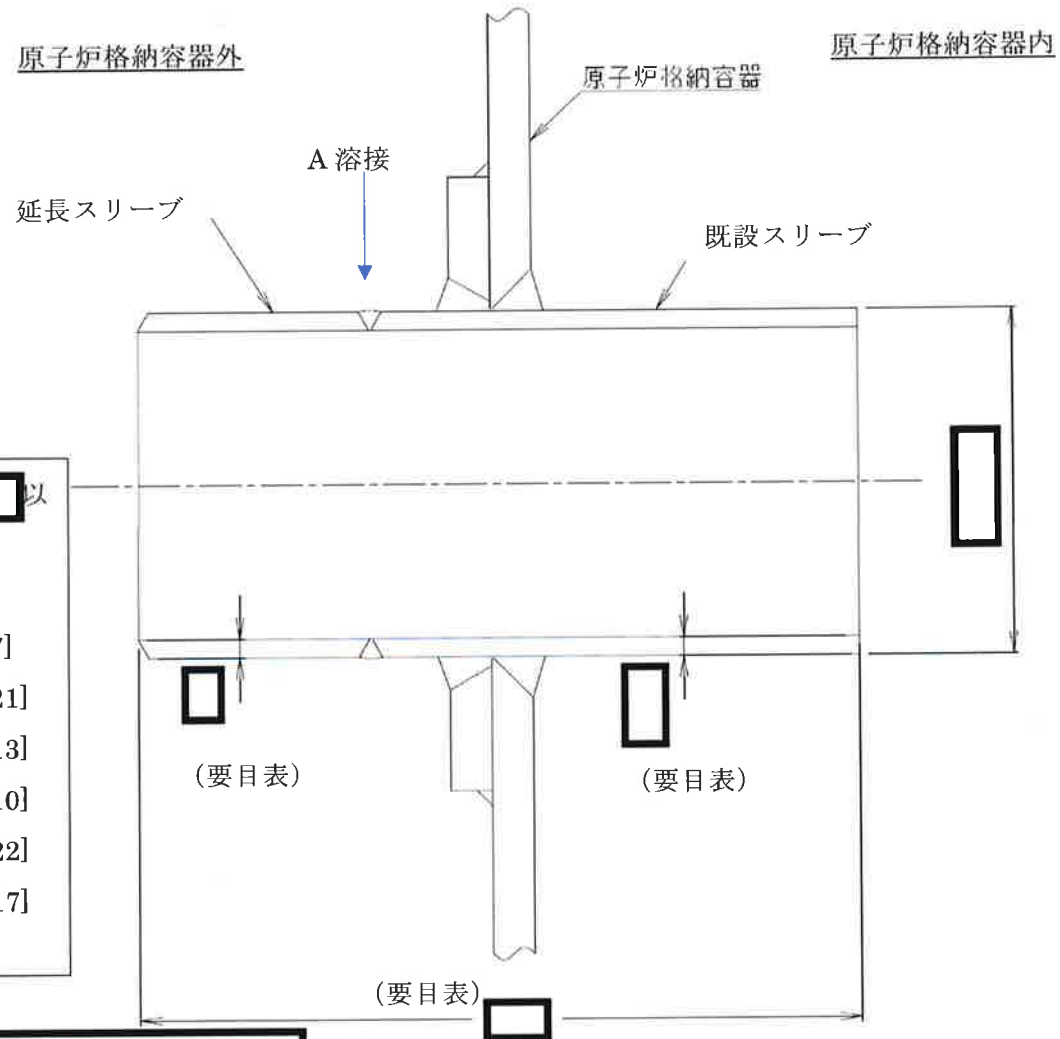 原子炉格納容器外
原子炉格納容器内
原子炉格納容器
A 溶接
延長スリーブ
既設スリーブ
以
7]
21]
13]
10]
22]
17]
(要目表)
(要目表)
(要目表)